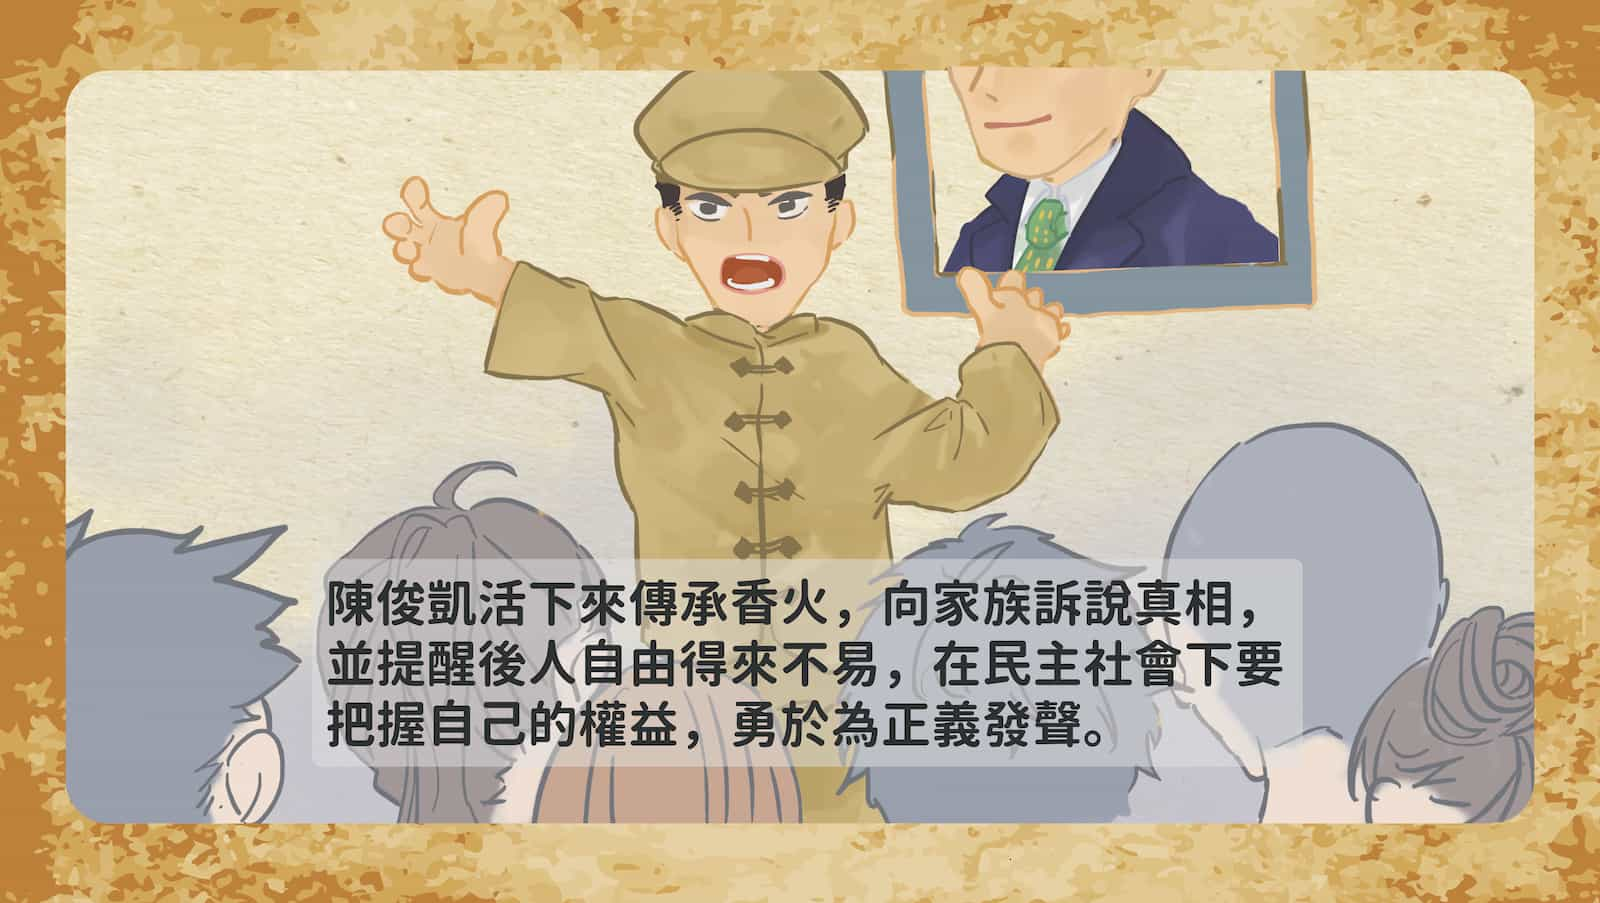 陳俊凱活下來傳承香火，向家族訴說真相，
並提醒後人自由得來不易，在民主社會下要
把握自己的權益，勇於為正義發聲。